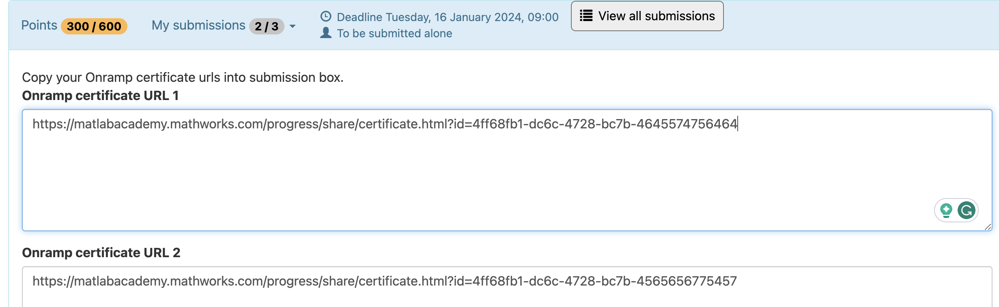 Points 300 / 600 My submissions 2 / 3 Deadline Tuesday, 16 January 2024, 09:00 View all submissions
To be submitted alone
Copy your Onramp certificate urls into submission box.
Onramp certificate URL 1
https://matlabacademy.mathworks.com/progress/share/certificate.html?id=4ff68fb1-dc6c-4728-bc7b-4645574756464
Onramp certificate URL 2
https://matlabacademy.mathworks.com/progress/share/certificate.html?id=4ff68fb1-dc6c-4728-bc7b-4565656775457